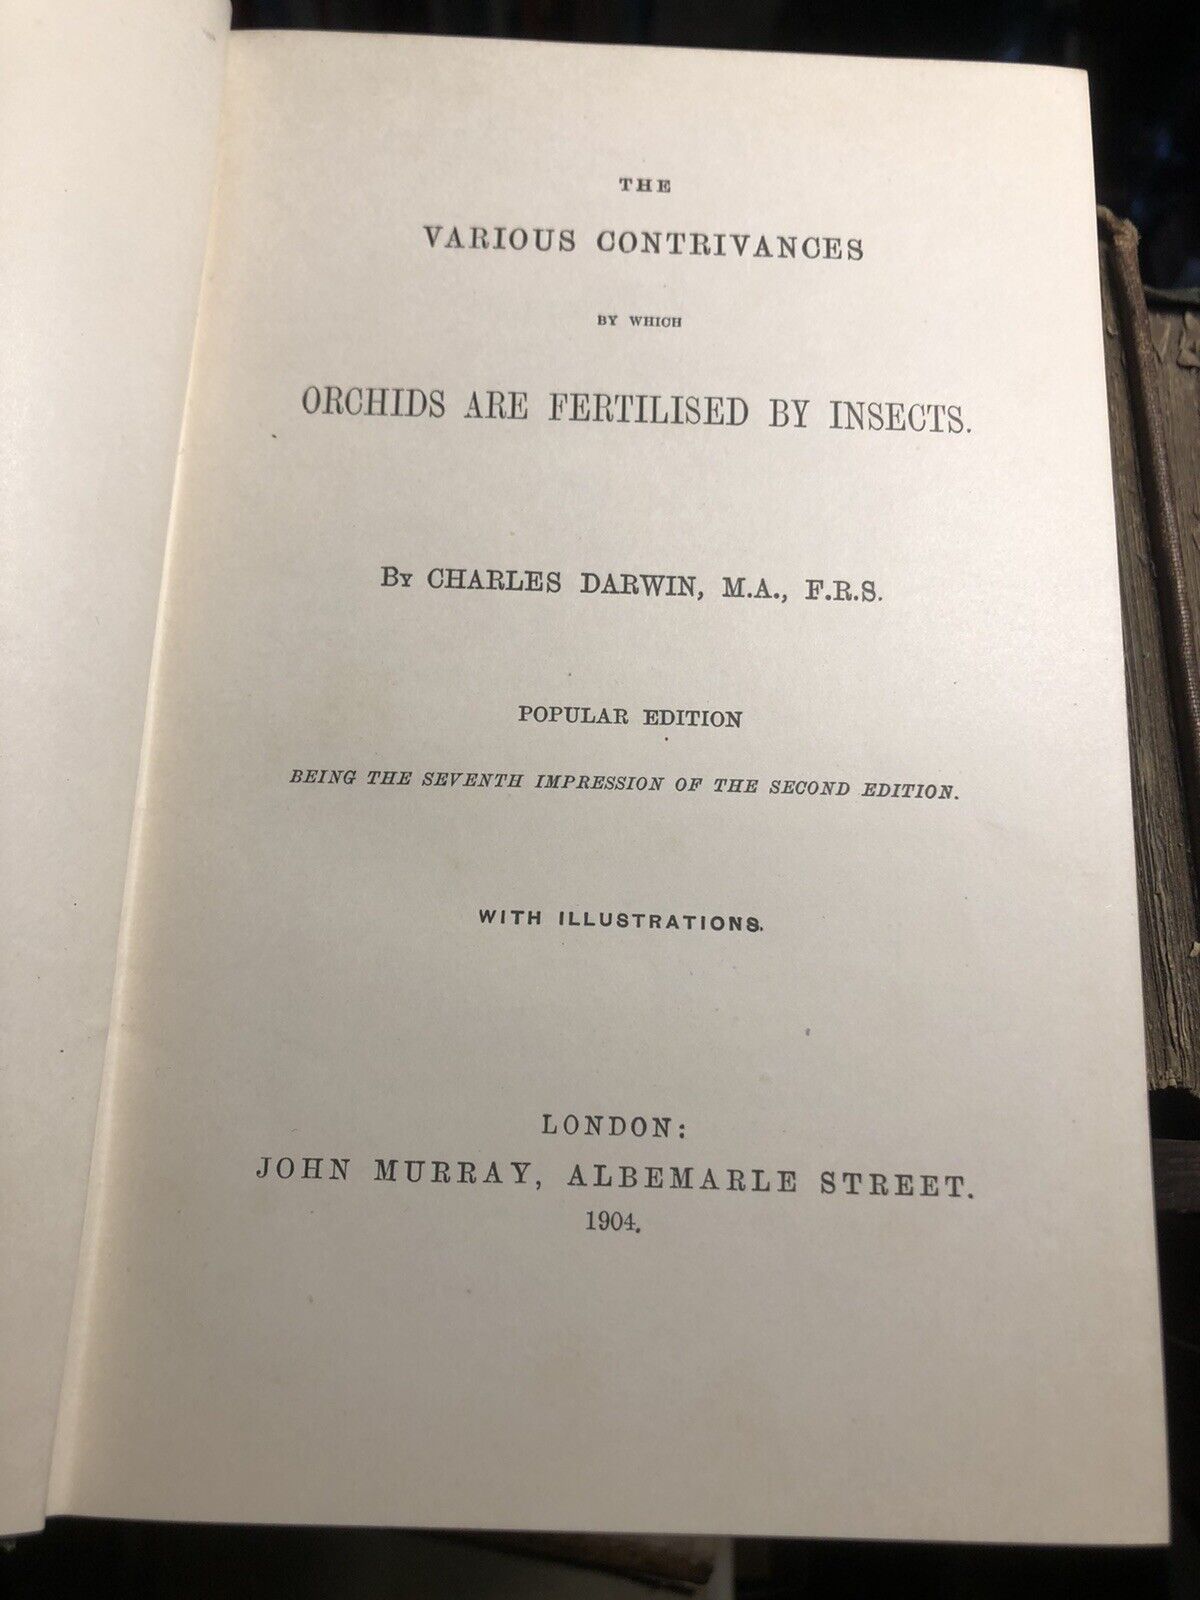 THE
VARIOUS CONTRIVANCES
BY WHICH
ORCHIDS ARE FERTILISED BY INSECTS.
BY CHARLES DARWIN, M.A., F.R.S.
POPULAR EDITION
BEING THE SEVENTH IMPRESSION OF THE SECOND EDITION.
WITH ILLUSTRATIONS.
LONDON:
JOHN MURRAY, ALBEMARLE STREET.
1904.